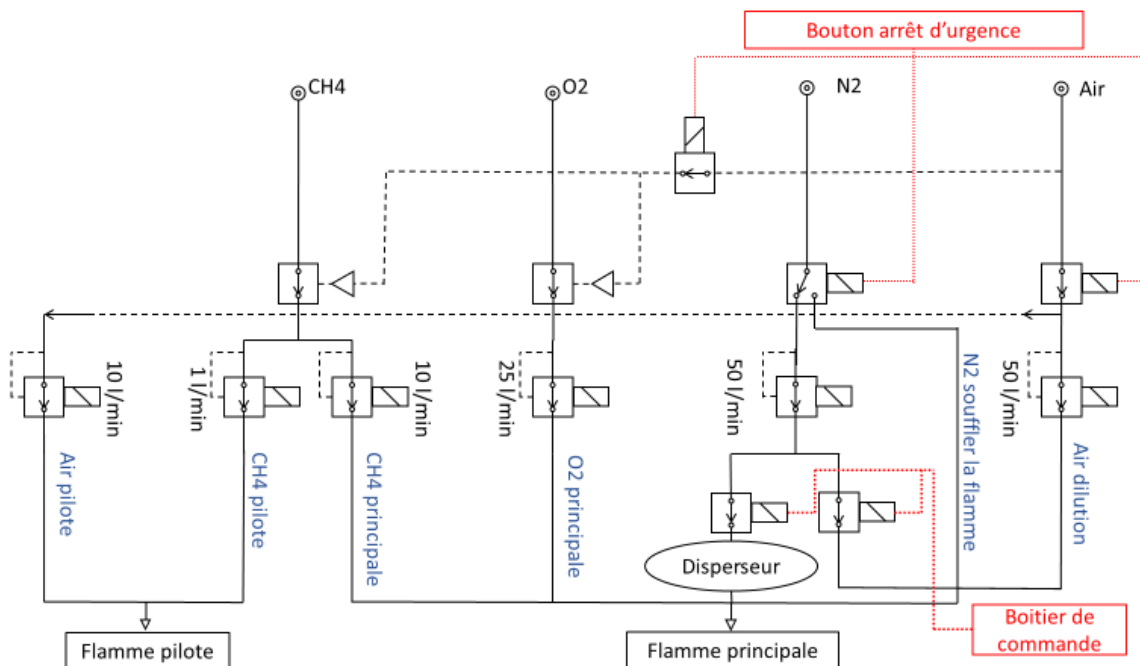 Bouton arrêt d'urgence
CH4
O2
N2
Air
10 l/min
1 l/min
10 l/min
25 l/min
50 l/min
50 l/min
Air pilote
CH4 pilote
CH4 principale
O2 principale
N2 souffler la flamme
Air dilution
Disperseur
Boitier de
commande
Flamme pilote
Flamme principale